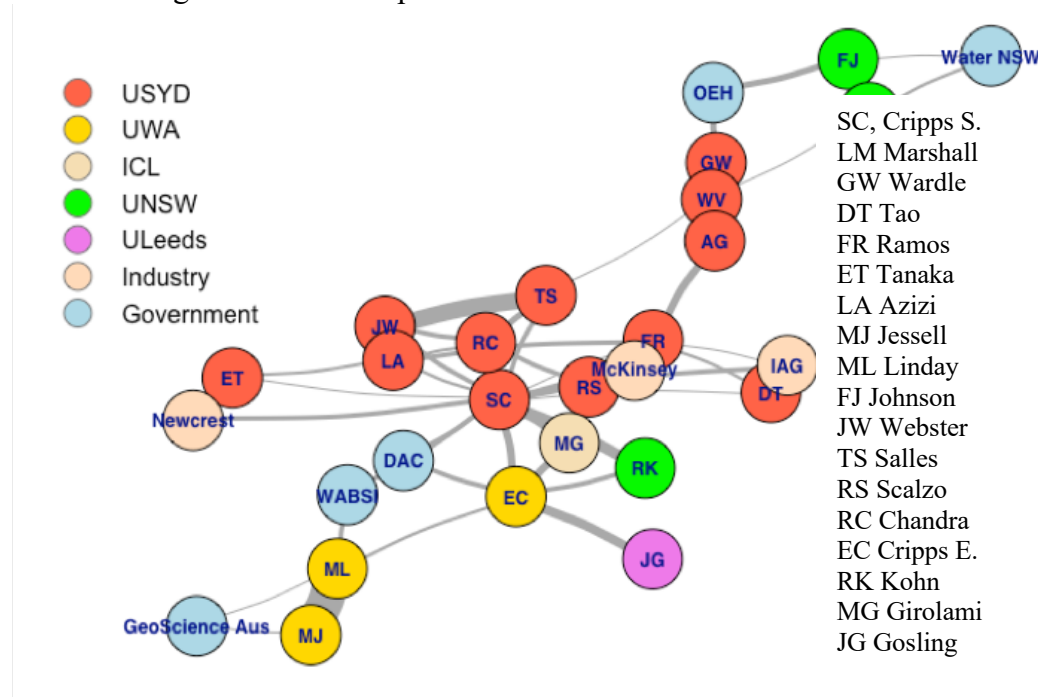 USYD
UWA
ICL
UNSW
ULeeds
Industry
Government
FJ
Water NSW
OEH
GW
WV
AG
TS
JW
RC
FR
LA
McKinsey
IAG
ET
RS
DT
SC
Newcrest
MG
DAC
RK
WABSI
EC
JG
ML
GeoScience Aus
MJ
SC, Cripps S.
LM Marshall
GW Wardle
DT Tao
FR Ramos
ET Tanaka
LA Azizi
MJ Jessell
ML Linday
FJ Johnson
JW Webster
TS Salles
RS Scalzo
RC Chandra
EC Cripps E.
RK Kohn
MG Girolami
JG Gosling